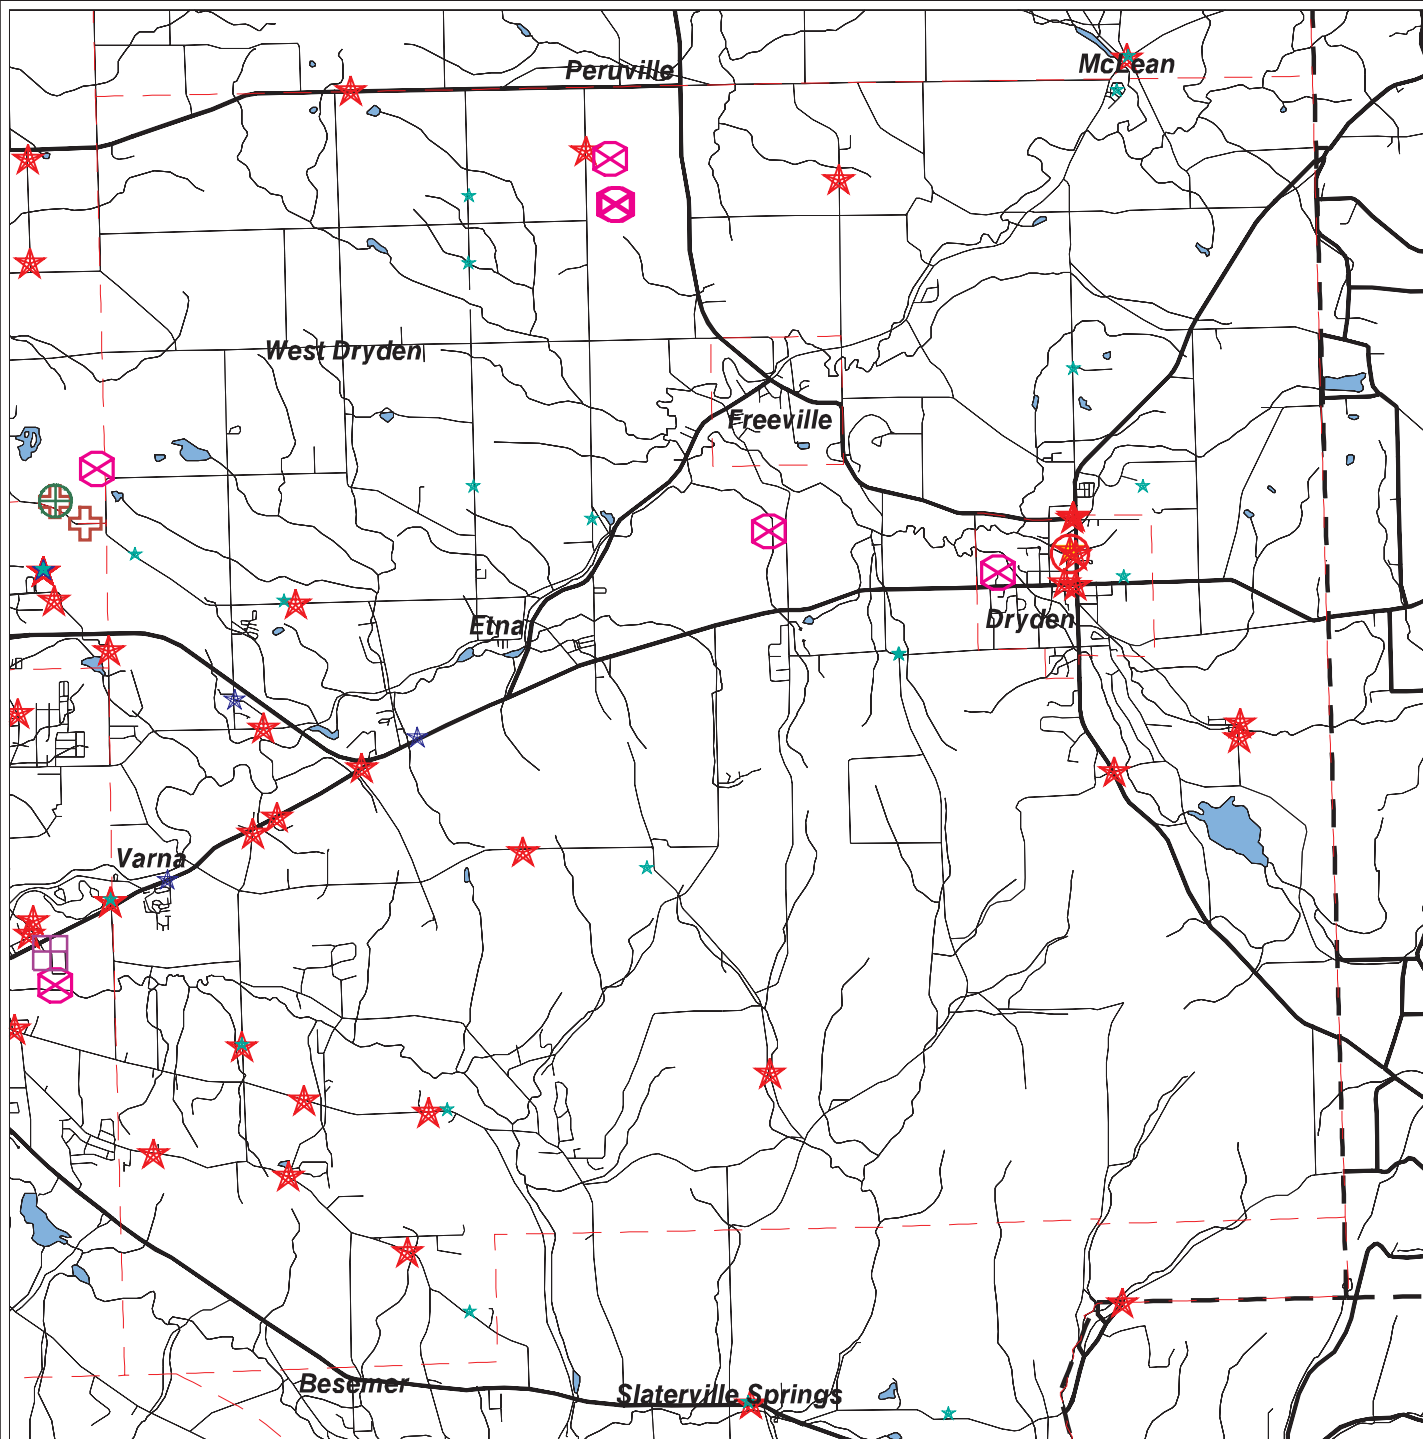 McLean
Peruville
West Dryden
Freeville
Dryden
Etna
Varna
Besemer
Slaterville Springs